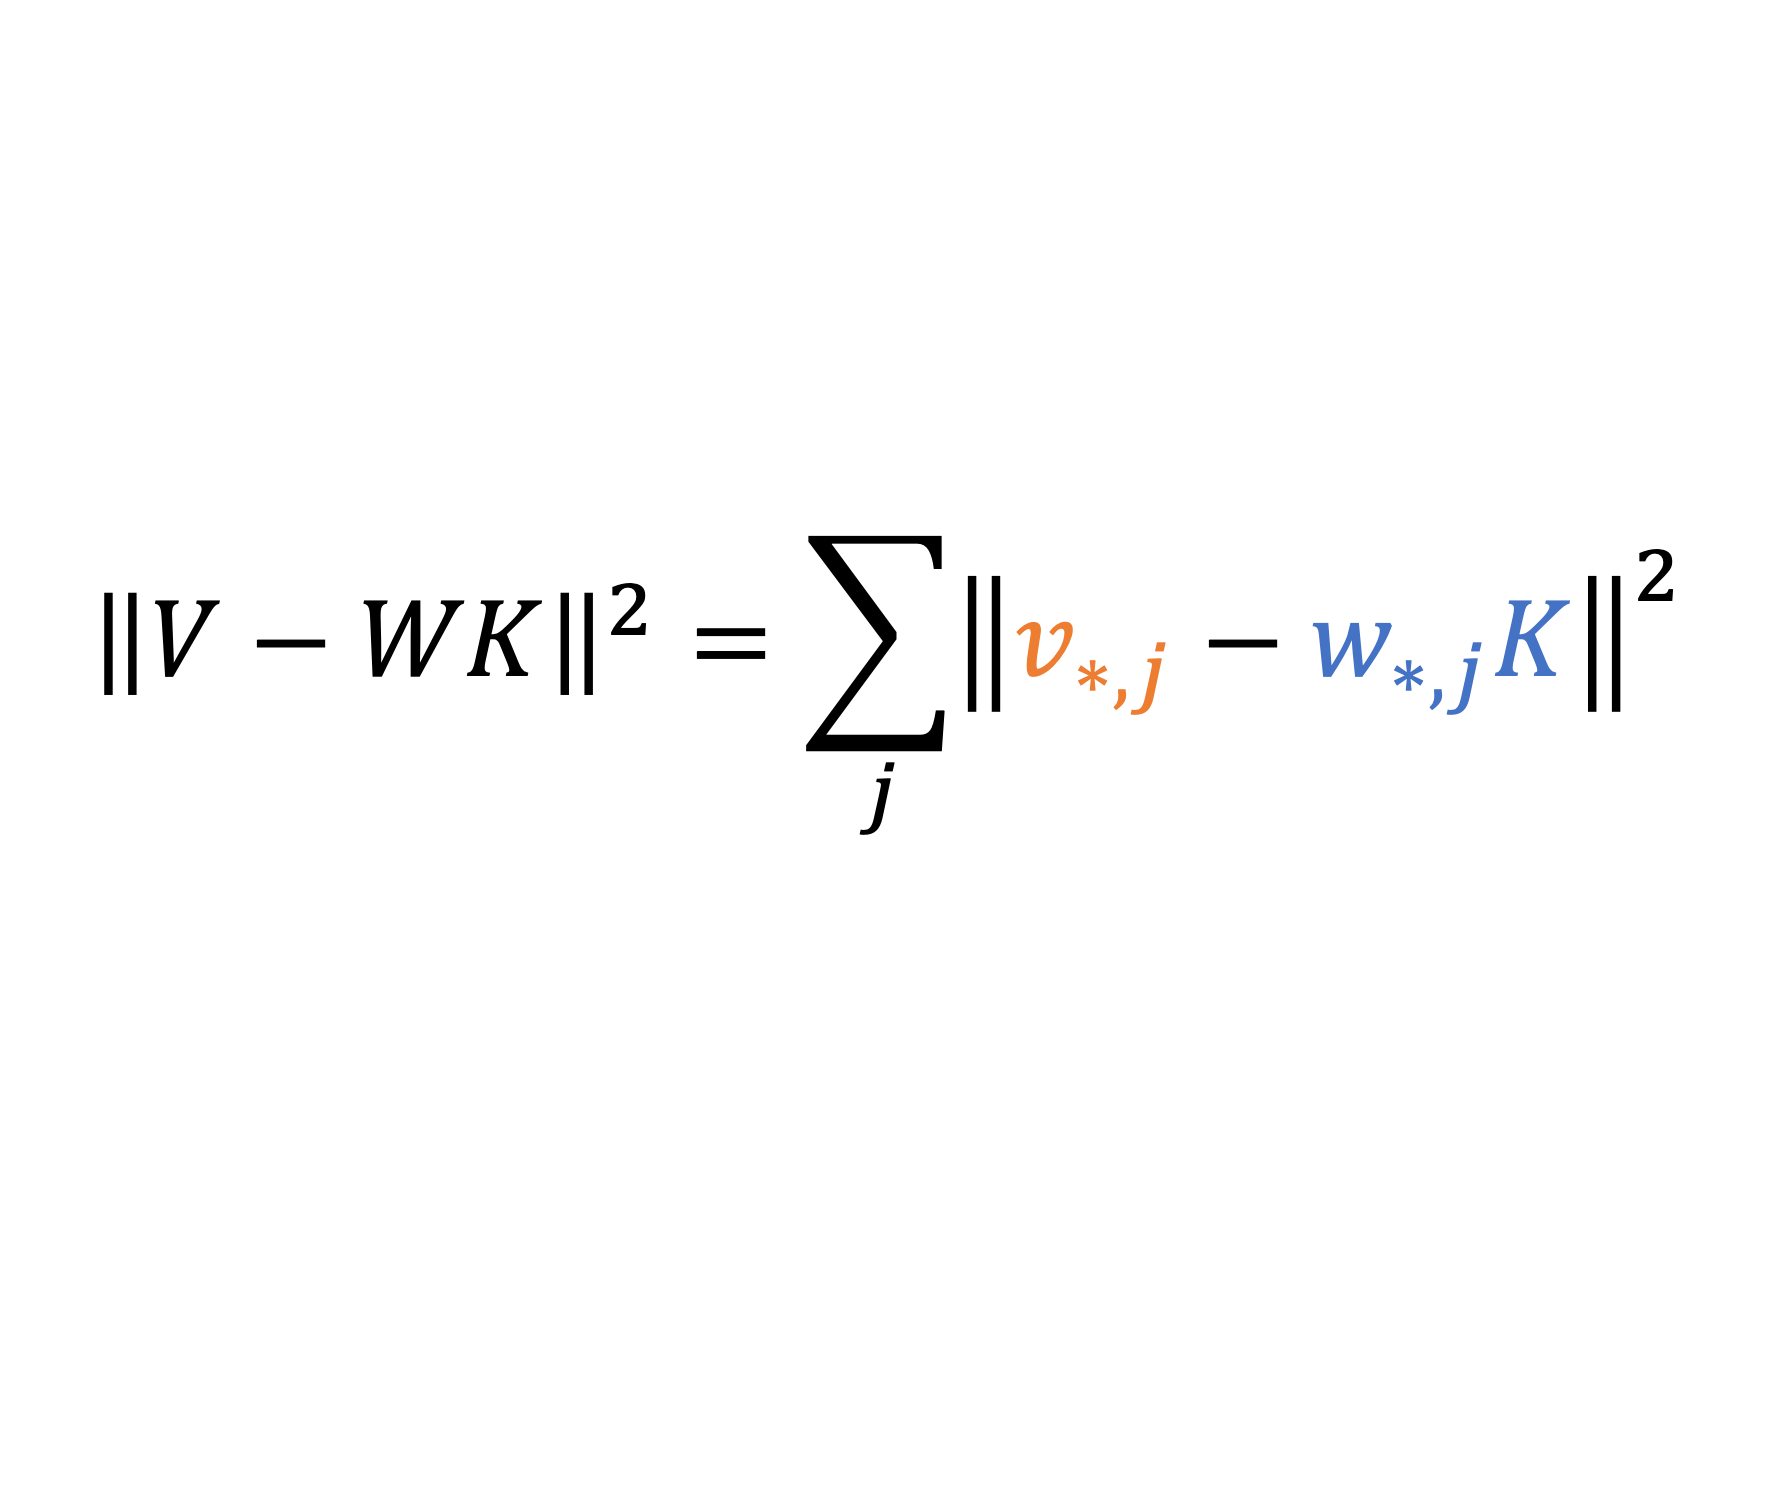 ‖V − WK‖² = ∑_j ‖v_{*,j} − w_{*,j}K‖²